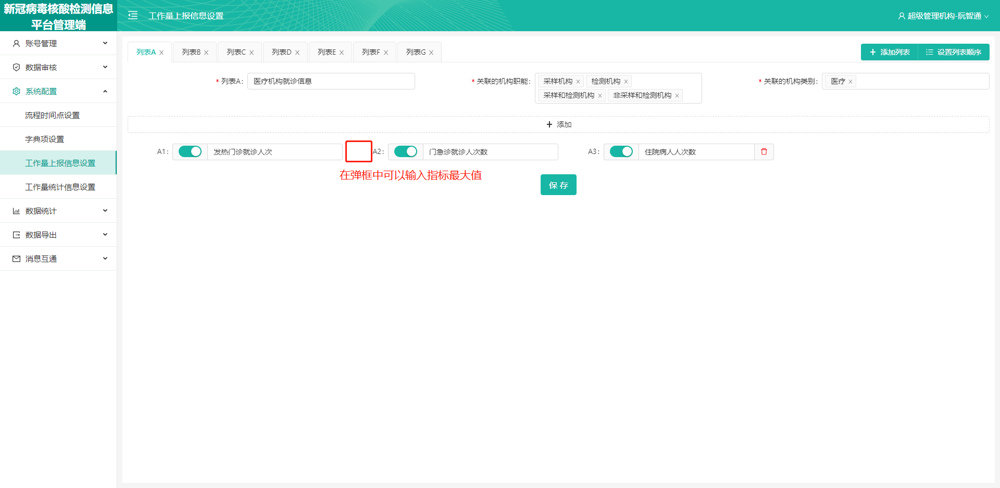 新冠病毒核酸检测信息
平台管理端
工作量上报信息设置
超级管理机构-阮智通
账号管理
数据审核
系统配置
流程时间点设置
字典项设置
工作量上报信息设置
工作量统计信息设置
数据统计
数据导出
消息互通
列表A 列表B 列表C 列表D 列表E 列表F 列表G
添加列表 设置列表顺序
* 列表A: 医疗机构就诊信息
* 关联的机构职能: 采样机构 检测机构
采样和检测机构 非采样和检测机构
* 关联的机构类别: 医疗
+ 添加
A1: 发热门诊就诊人次 A2: 门急诊就诊人次数 A3: 住院病人人次数
在弹框中可以输入指标最大值
保 存